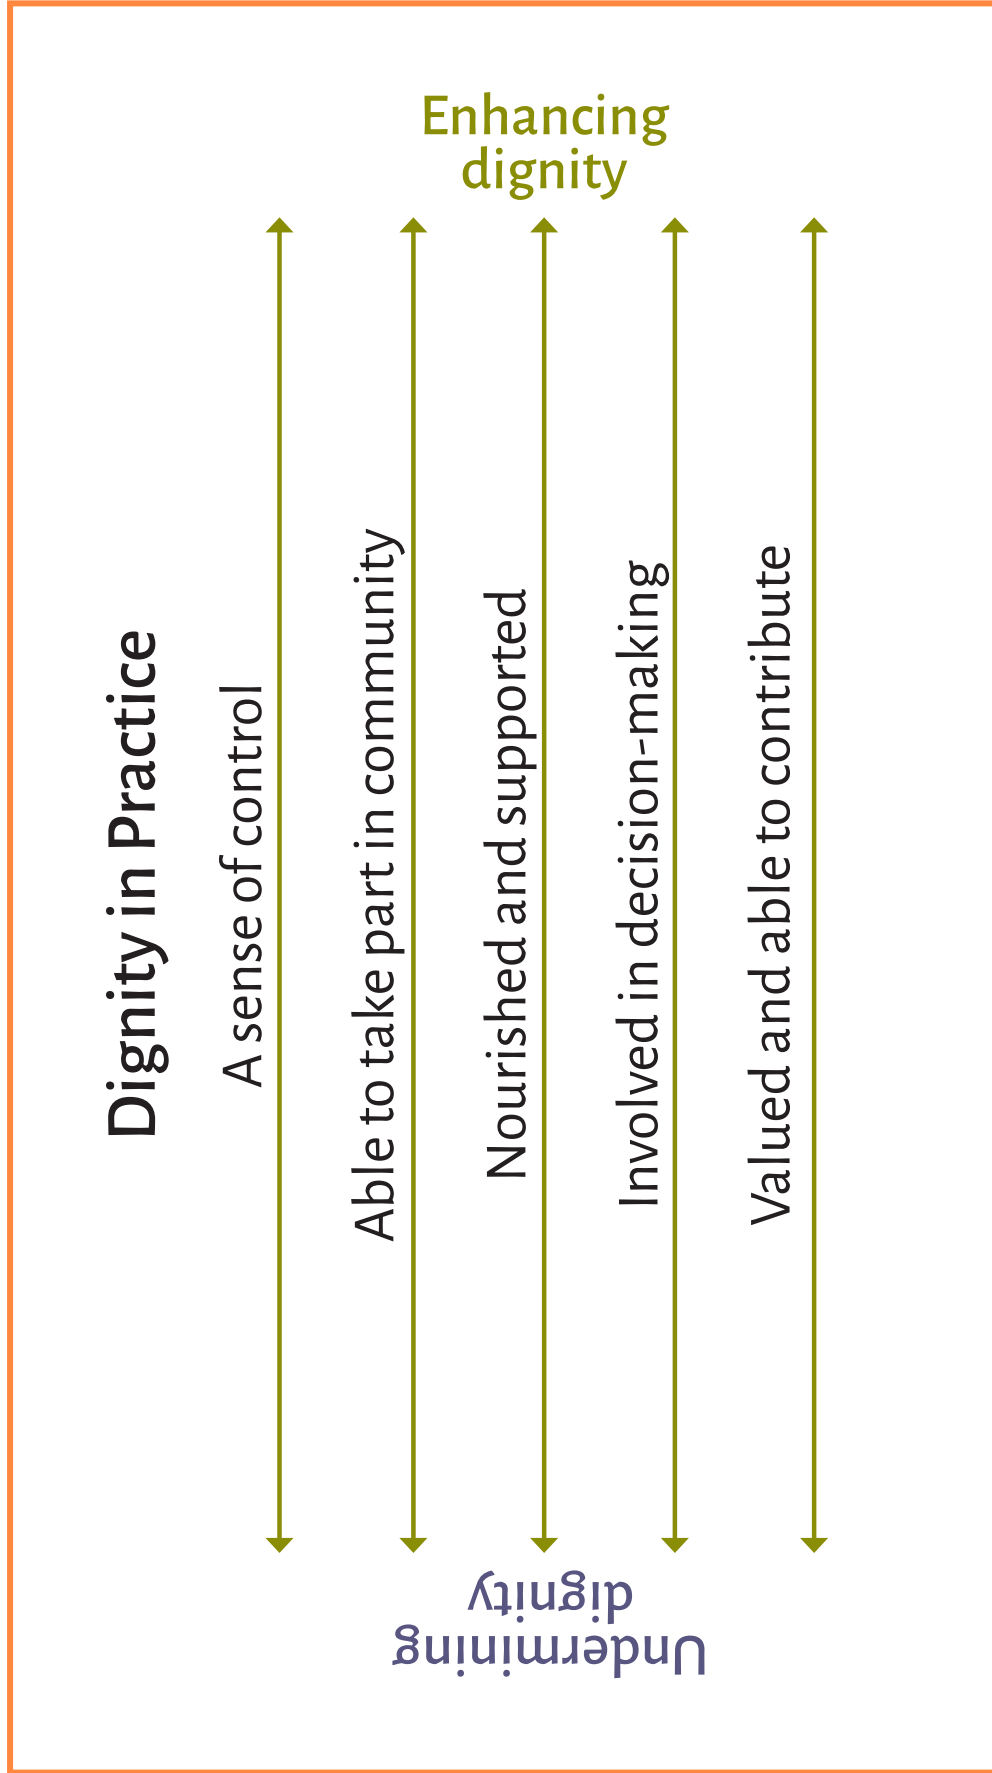 Dignity in Practice
A sense of control
Able to take part in community
Nourished and supported
Involved in decision-making
Valued and able to contribute
Undermining
dignity
Enhancing
dignity